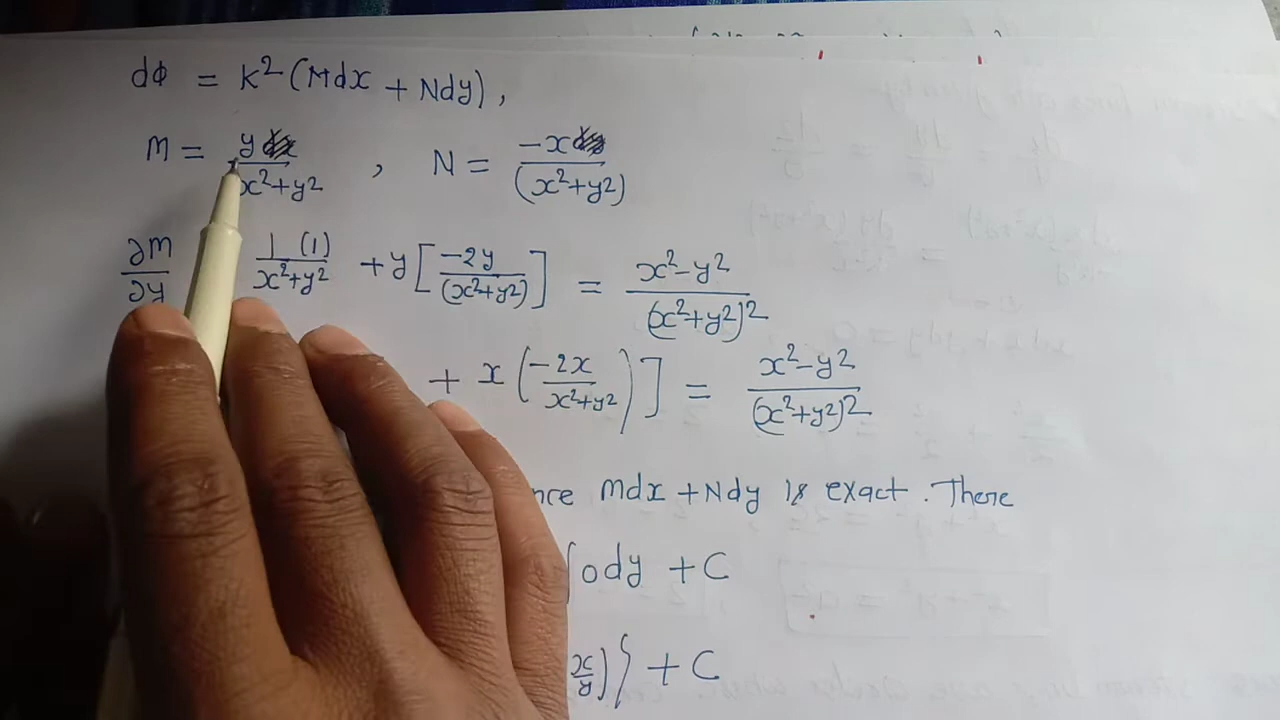 dΦ = K² (Mdx + Ndy),
M = y / x²+y² , N = -x / (x²+y²)
∂M/∂y 1 (1) / x²+y² + y [ -2y / (x²+y²) ] = x²-y² / (x²+y²)²
+ x ( -2x / x²+y² ) ] = x²-y² / (x²+y²)²
nce Mdx + Ndy is exact. There
∫ 0dy + C
x/y ) } + C